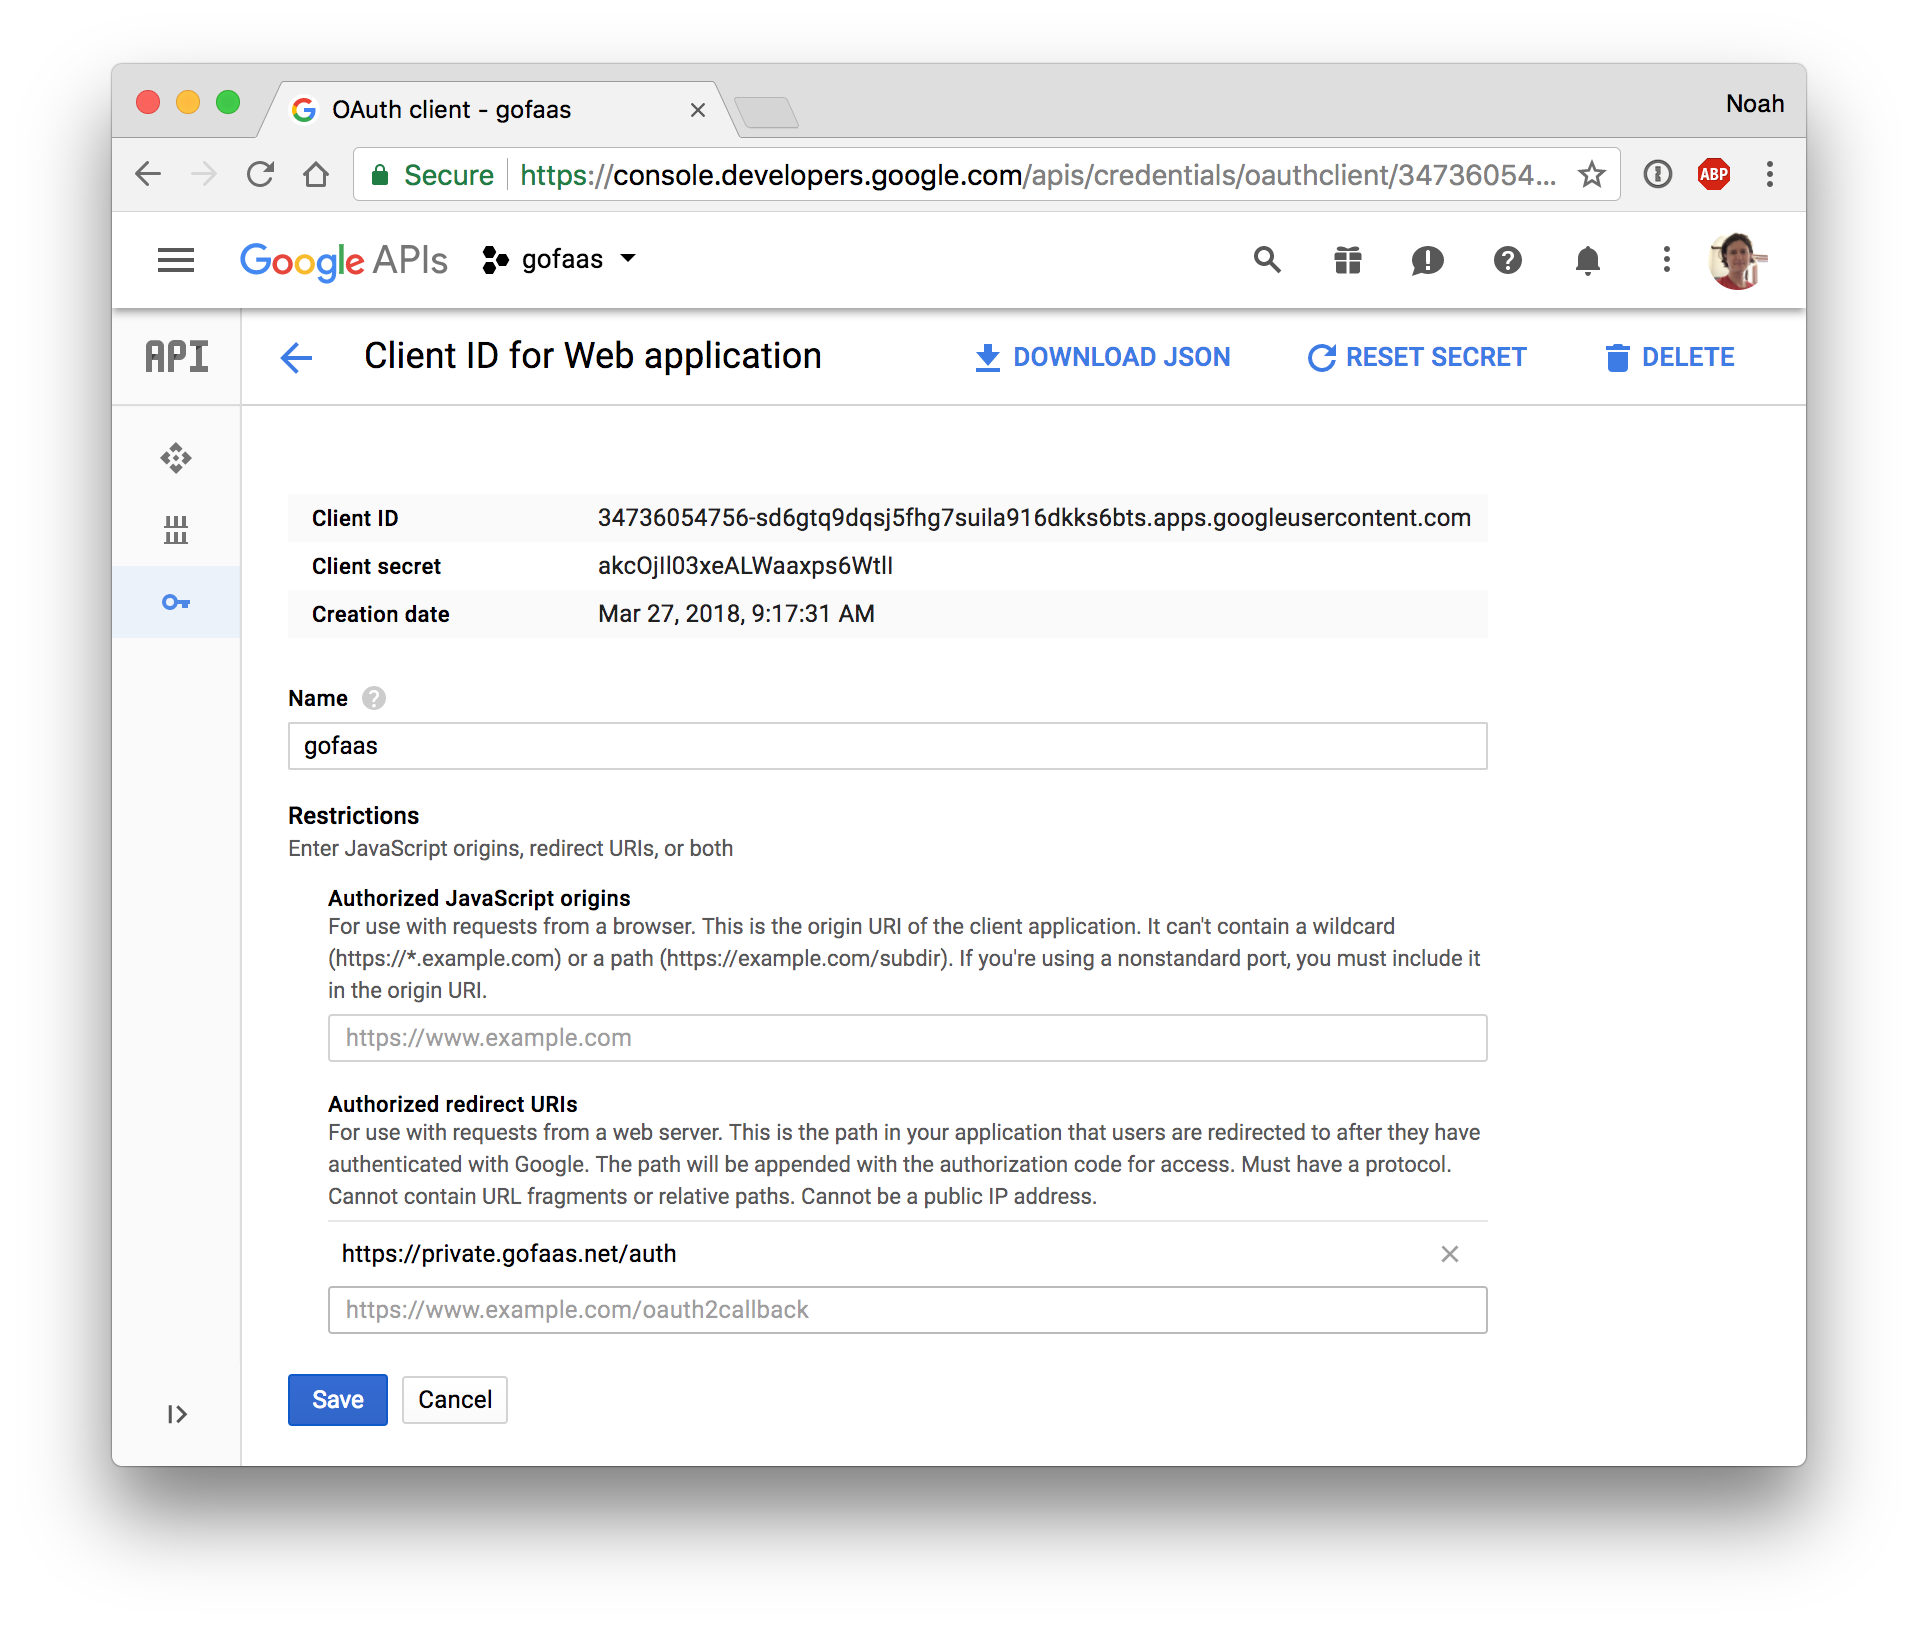 OAuth client - gofaas
Noah
Secure https://console.developers.google.com/apis/credentials/oauthclient/34736054...
ABP
Google APIs gofaas
API
Client ID for Web application
DOWNLOAD JSON RESET SECRET DELETE
Client ID 34736054756-sd6gtq9dqsj5fhg7suila916dkks6bts.apps.googleusercontent.com
Client secret akcOjIl03xeALWaaxps6WtlI
Creation date Mar 27, 2018, 9:17:31 AM
Name
gofaas
Restrictions
Enter JavaScript origins, redirect URIs, or both
Authorized JavaScript origins
For use with requests from a browser. This is the origin URI of the client application. It can't contain a wildcard
(https://*.example.com) or a path (https://example.com/subdir). If you're using a nonstandard port, you must include it
in the origin URI.
https://www.example.com
Authorized redirect URIs
For use with requests from a web server. This is the path in your application that users are redirected to after they have
authenticated with Google. The path will be appended with the authorization code for access. Must have a protocol.
Cannot contain URL fragments or relative paths. Cannot be a public IP address.
https://private.gofaas.net/auth
https://www.example.com/oauth2callback
Save Cancel